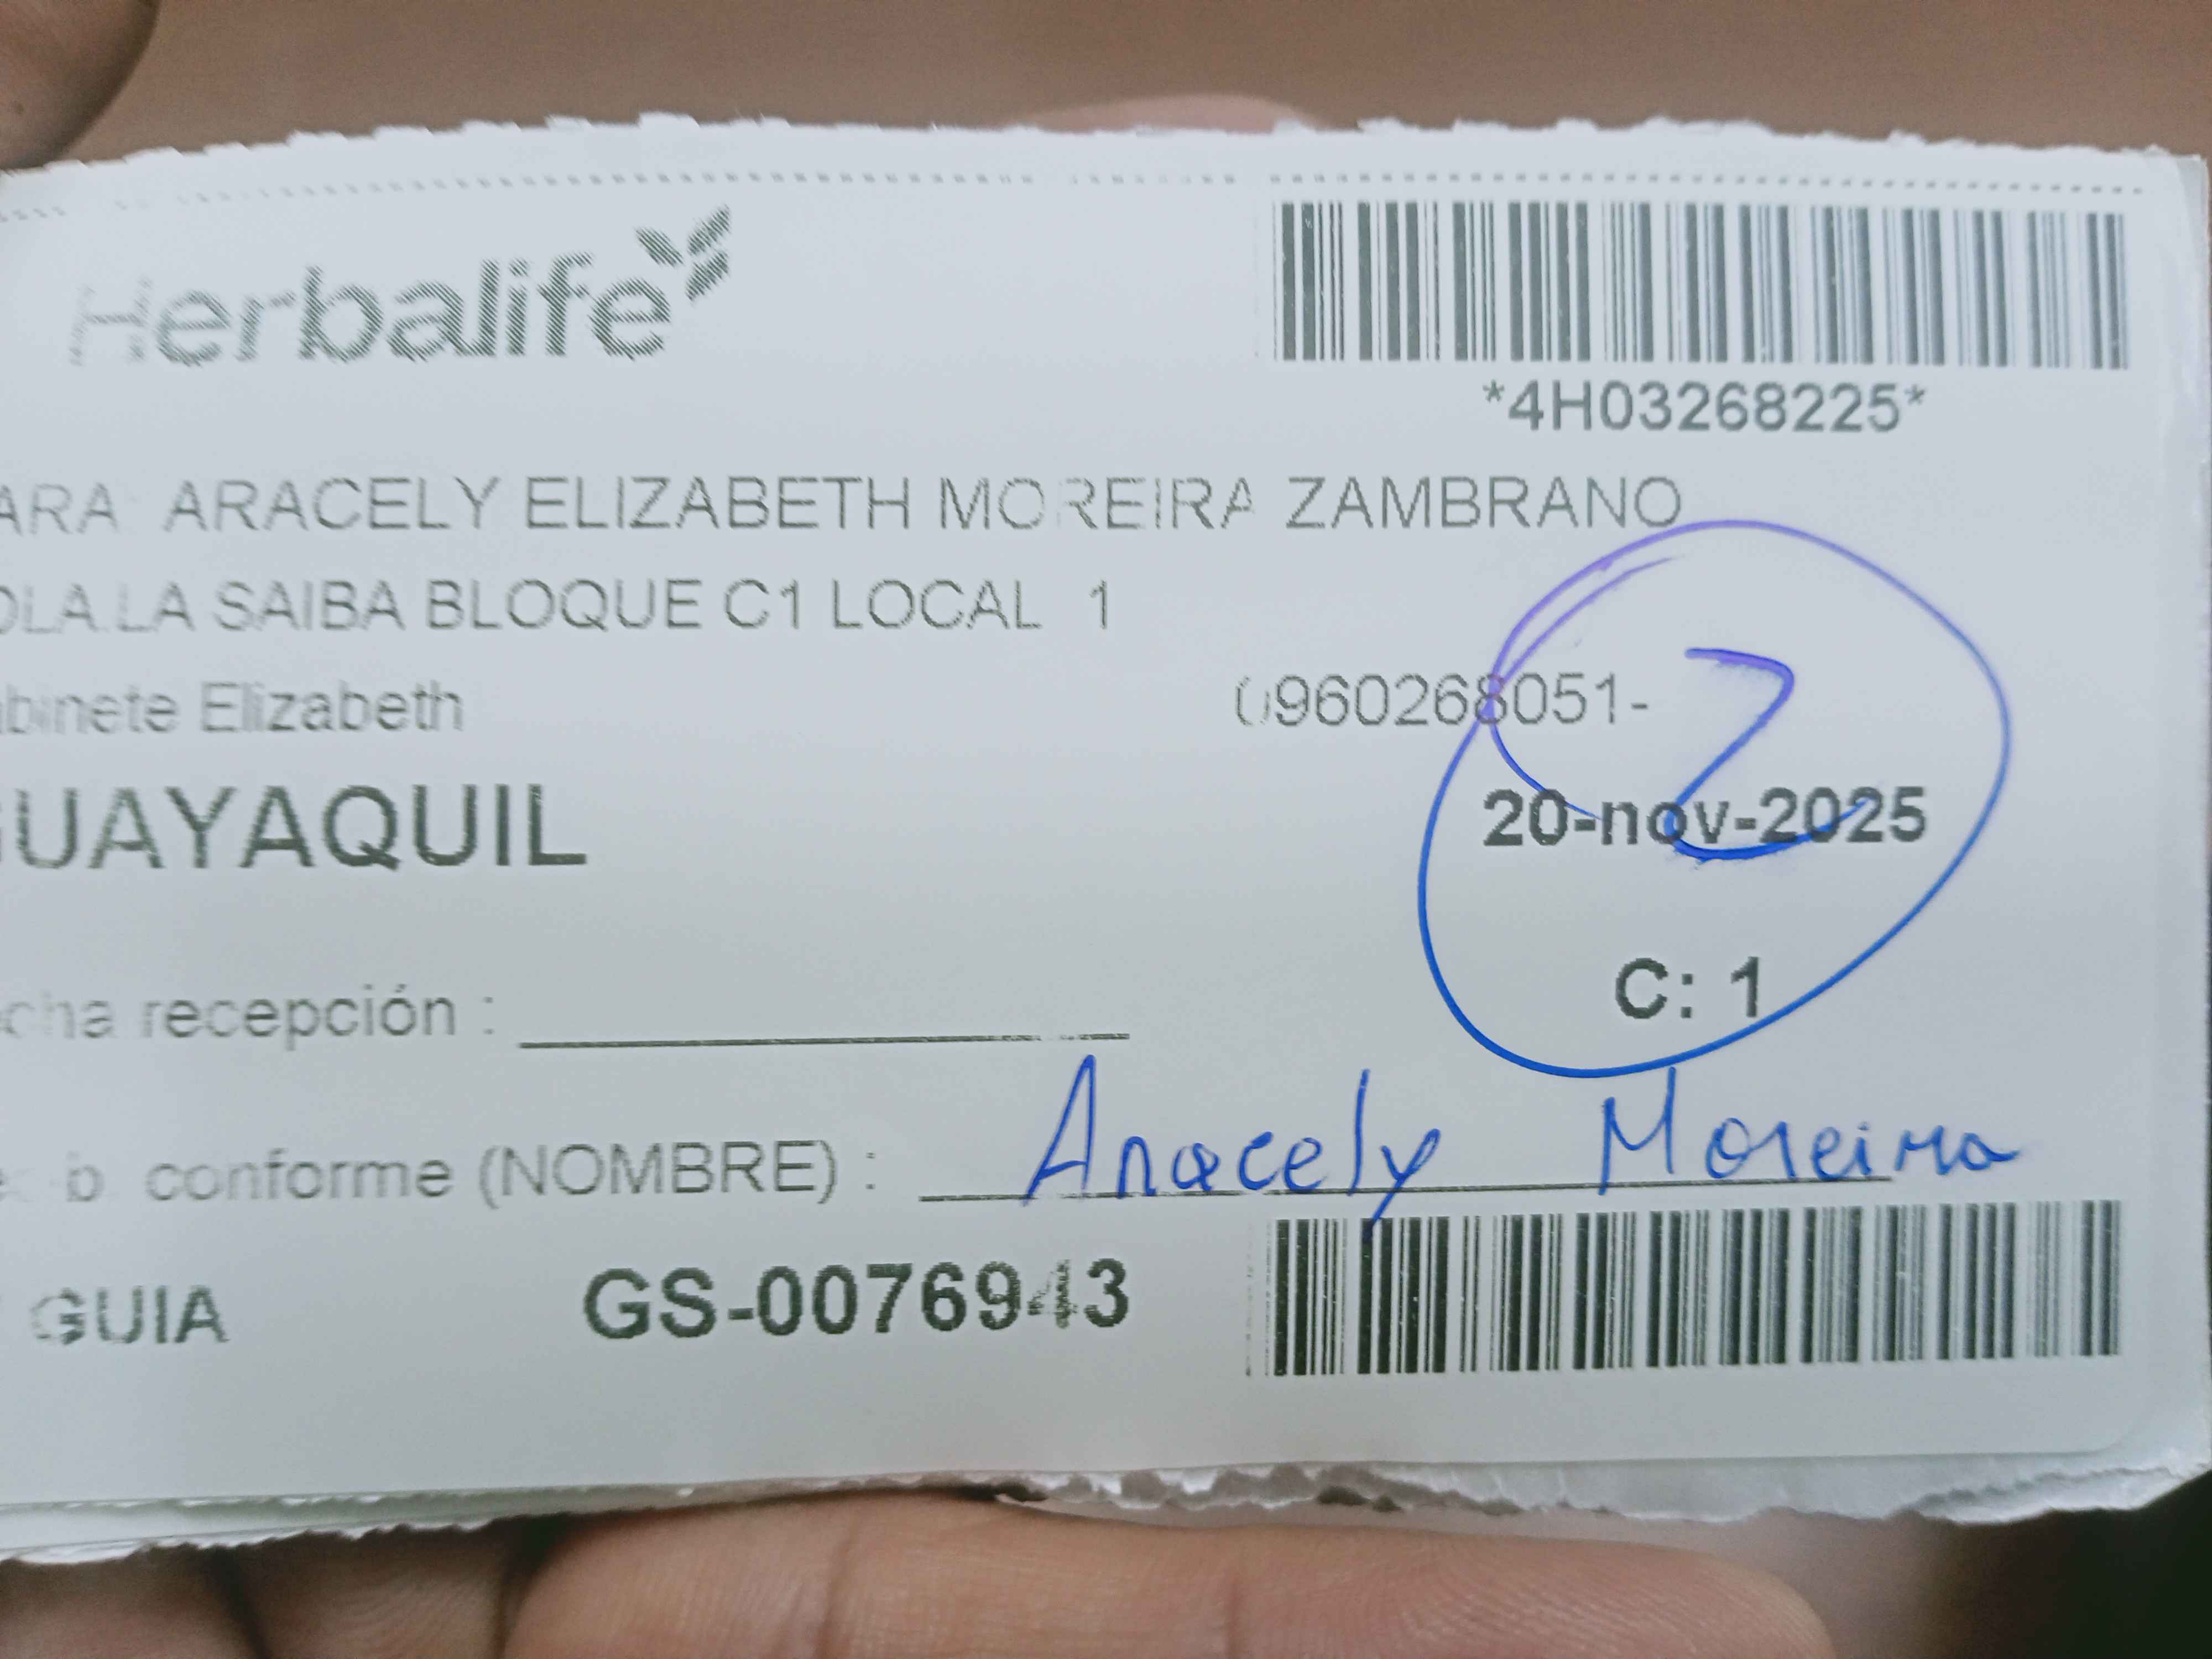 Herbalife
*4H03268225*
ARA ARACELY ELIZABETH MOREIRA ZAMBRANO
OLA.LA SAIBA BLOQUE C1 LOCAL 1
binete Elizabeth 0960268051-
2
GUAYAQUIL 20-nov-2025
C: 1
cha recepción :
conforme (NOMBRE) : Aracely Moreira
GUIA GS-0076943